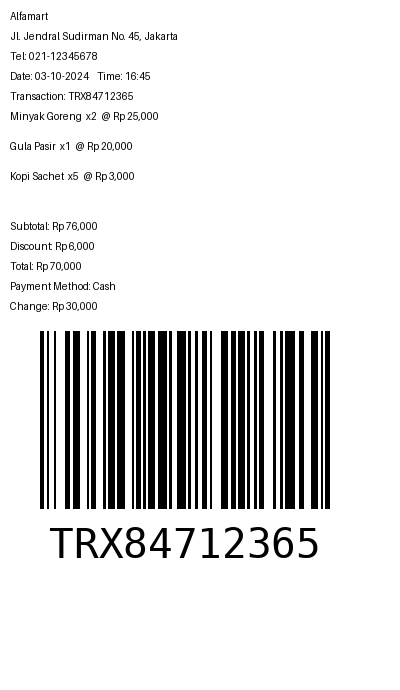 Alfamart
Jl. Jendral Sudirman No. 45, Jakarta
Tel: 021-12345678
Date: 03-10-2024 Time: 16:45
Transaction: TRX84712365
Minyak Goreng x2 @ Rp 25,000
Gula Pasir x1 @ Rp 20,000
Kopi Sachet x5 @ Rp 3,000
Subtotal: Rp 76,000
Discount: Rp 6,000
Total: Rp 70,000
Payment Method: Cash
Change: Rp 30,000
TRX84712365